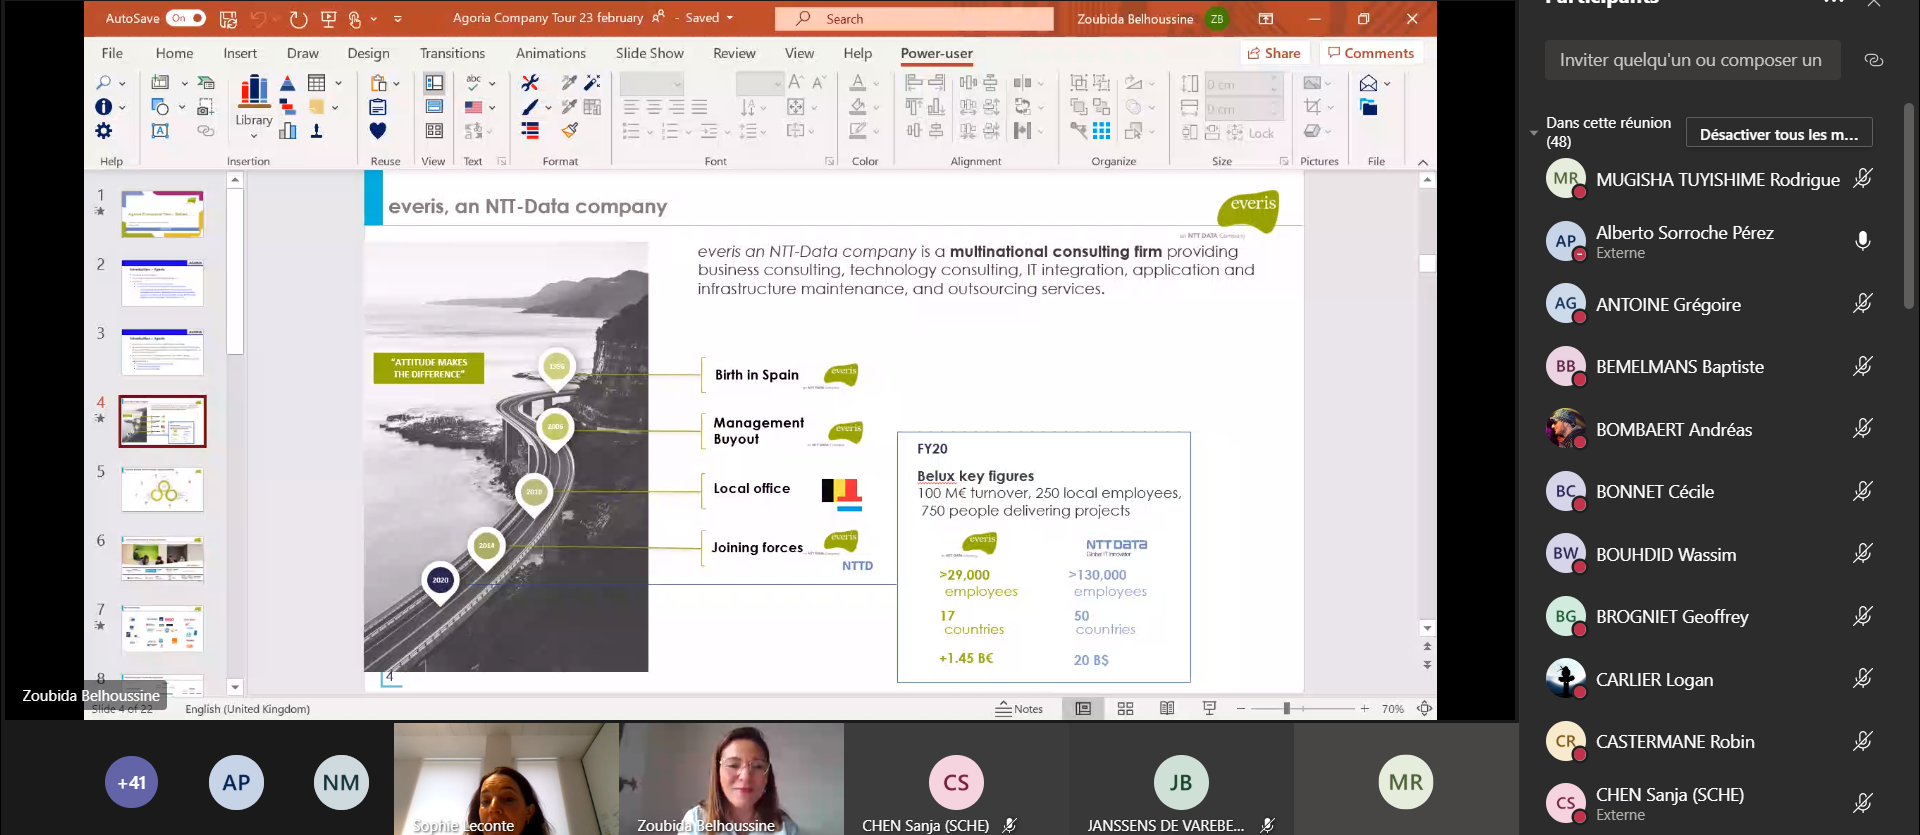 AutoSave On
Agoria Company Tour 23 february - Saved
Search
Zoubida Belhoussine ZB
File Home Insert Draw Design Transitions Animations Slide Show Review View Help Power-user
Share Comments
Library
abc
0 cm
0 cm
Lock
Help Insertion Reuse View Text Format Font Color Alignment Organize Size Pictures File
1
2
3
4
5
6
7
8
everis, an NTT-Data company
everis
an NTT DATA Company
everis an NTT-Data company is a multinational consulting firm providing
business consulting, technology consulting, IT integration, application and
infrastructure maintenance, and outsourcing services.
"ATTITUDE MAKES
THE DIFFERENCE"
1996
Birth in Spain
everis
2006
Management
Buyout
everis
2010
Local office
2014
Joining forces
everis
NTTD
2020
FY20
Belux key figures
100 M€ turnover, 250 local employees,
750 people delivering projects
everis
NTT DATA
Global IT Innovator
>29,000
employees
>130,000
employees
17
countries
50
countries
+1.45 B€
20 B$
4
Zoubida Belhoussine
Slide 4 of 22
English (United Kingdom)
Notes
70%
+41
AP
NM
Sophie Leconte
Zoubida Belhoussine
CS
CHEN Sanja (SCHE)
JB
JANSSENS DE VAREBE...
MR
Participants
Inviter quelqu'un ou composer un
Dans cette réunion
(48)
Désactiver tous les m...
MR MUGISHA TUYISHIME Rodrigue
AP Alberto Sorroche Pérez
Externe
AG ANTOINE Grégoire
BB BEMELMANS Baptiste
BOMBAERT Andréas
BC BONNET Cécile
BW BOUHDID Wassim
BG BROGNIET Geoffrey
CARLIER Logan
CR CASTERMANE Robin
CS CHEN Sanja (SCHE)
Externe